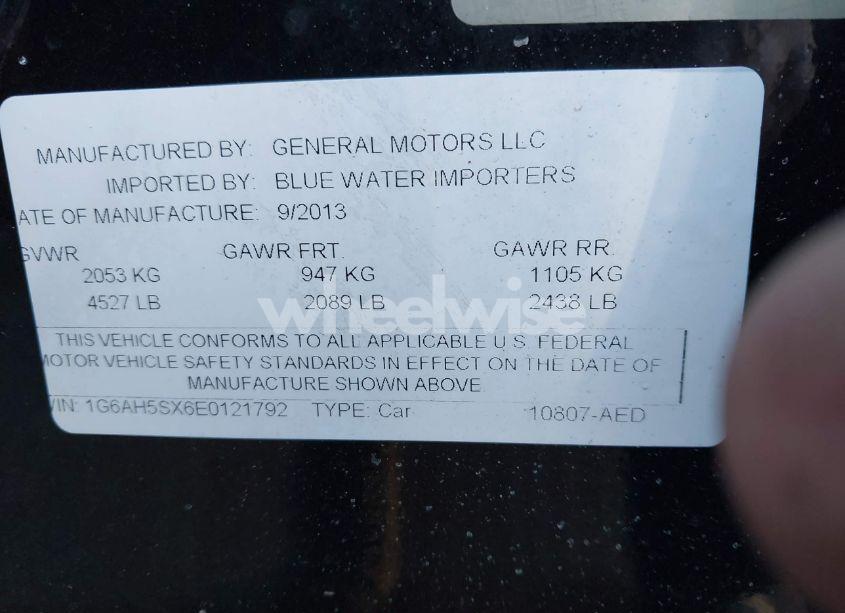 MANUFACTURED BY: GENERAL MOTORS LLC
IMPORTED BY: BLUE WATER IMPORTERS
ATE OF MANUFACTURE: 9/2013
GVWR GAWR FRT. GAWR RR.
2053 KG 947 KG 1105 KG
4527 LB 2089 LB 2438 LB
wheelwise
THIS VEHICLE CONFORMS TO ALL APPLICABLE U.S. FEDERAL
MOTOR VEHICLE SAFETY STANDARDS IN EFFECT ON THE DATE OF
MANUFACTURE SHOWN ABOVE
VIN: 1G6AH5SX6E0121792 TYPE: Car 10807-AED